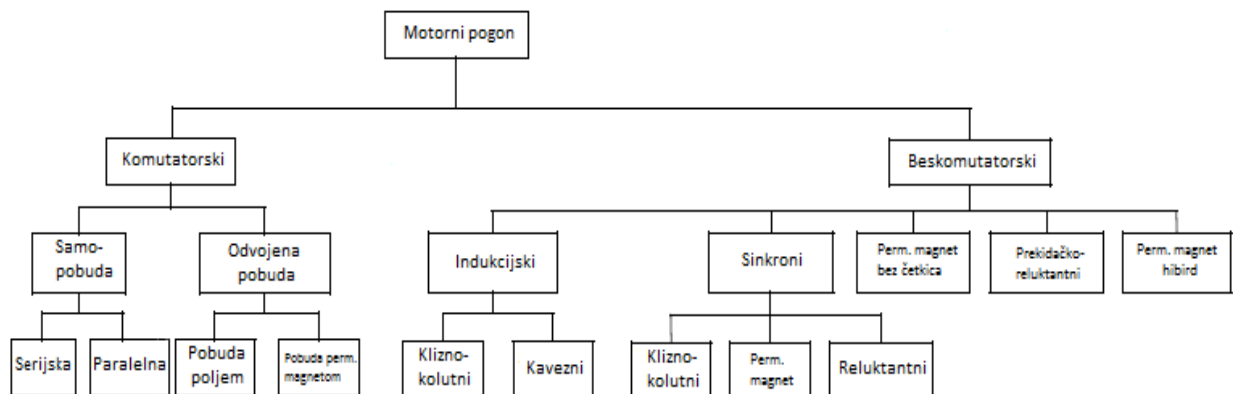 Motorni pogon
Komutatorski
Beskomutatorski
Samo-
pobuda
Odvojena
pobuda
Indukcijski
Sinkroni
Perm. magnet
bez četkica
Prekidačko-
reluktantni
Perm. magnet
hibird
Serijska
Paralelna
Pobuda
poljem
Pobuda perm.
magnetom
Klizno-
kolutni
Kavezni
Klizno-
kolutni
Perm.
magnet
Reluktantni